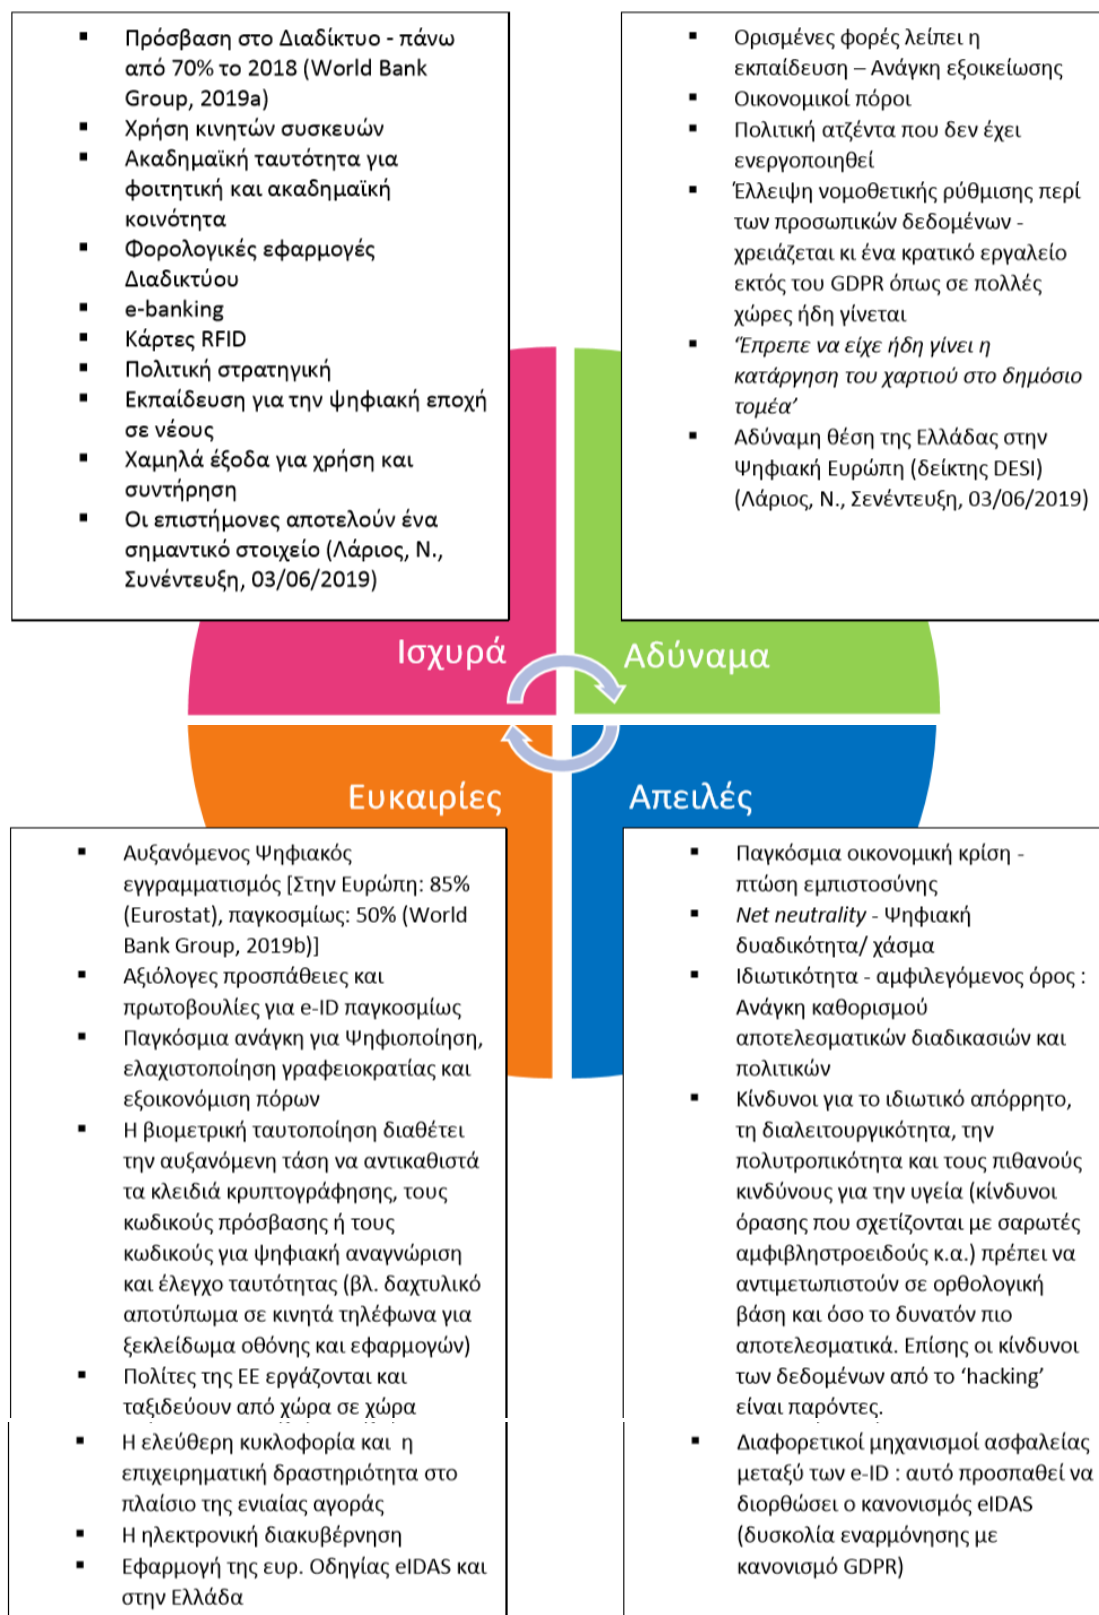 ▪ Πρόσβαση στο Διαδίκτυο - πάνω
από 70% το 2018 (World Bank
Group, 2019a)
▪ Χρήση κινητών συσκευών
▪ Ακαδημαϊκή ταυτότητα για
φοιτητική και ακαδημαϊκή
κοινότητα
▪ Φορολογικές εφαρμογές
Διαδικτύου
▪ e-banking
▪ Κάρτες RFID
▪ Πολιτική στρατηγική
▪ Εκπαίδευση για την ψηφιακή εποχή
σε νέους
▪ Χαμηλά έξοδα για χρήση και
συντήρηση
▪ Οι επιστήμονες αποτελούν ένα
σημαντικό στοιχείο (Λάριος, Ν.,
Συνέντευξη, 03/06/2019)
▪ Ορισμένες φορές λείπει η
εκπαίδευση – Ανάγκη εξοικείωσης
▪ Οικονομικοί πόροι
▪ Πολιτική ατζέντα που δεν έχει
ενεργοποιηθεί
▪ Έλλειψη νομοθετικής ρύθμισης περί
των προσωπικών δεδομένων -
χρειάζεται κι ένα κρατικό εργαλείο
εκτός του GDPR όπως σε πολλές
χώρες ήδη γίνεται
▪ ‘Έπρεπε να είχε ήδη γίνει η
κατάργηση του χαρτιού στο δημόσιο
τομέα’
▪ Αδύναμη θέση της Ελλάδας στην
Ψηφιακή Ευρώπη (δείκτης DESI)
(Λάριος, Ν., Σενέντευξη, 03/06/2019)
Ισχυρά
Αδύναμα
Ευκαιρίες
Απειλές
▪ Αυξανόμενος Ψηφιακός
εγγραμματισμός [Στην Ευρώπη: 85%
(Eurostat), παγκοσμίως: 50% (World
Bank Group, 2019b)]
▪ Αξιόλογες προσπάθειες και
πρωτοβουλίες για e-ID παγκοσμίως
▪ Παγκόσμια ανάγκη για Ψηφιοποίηση,
ελαχιστοποίηση γραφειοκρατίας και
εξοικονόμιση πόρων
▪ Η βιομετρική ταυτοποίηση διαθέτει
την αυξανόμενη τάση να αντικαθιστά
τα κλειδιά κρυπτογράφησης, τους
κωδικούς πρόσβασης ή τους
κωδικούς για ψηφιακή αναγνώριση
και έλεγχο ταυτότητας (βλ. δαχτυλικό
αποτύπωμα σε κινητά τηλέφωνα για
ξεκλείδωμα οθόνης και εφαρμογών)
▪ Πολίτες της ΕΕ εργάζονται και
ταξιδεύουν από χώρα σε χώρα
▪ Η ελεύθερη κυκλοφορία και η
επιχειρηματική δραστηριότητα στο
πλαίσιο της ενιαίας αγοράς
▪ Η ηλεκτρονική διακυβέρνηση
▪ Εφαρμογή της ευρ. Οδηγίας eIDAS και
στην Ελλάδα
▪ Παγκόσμια οικονομική κρίση -
πτώση εμπιστοσύνης
▪ Net neutrality - Ψηφιακή
δυαδικότητα/ χάσμα
▪ Ιδιωτικότητα - αμφιλεγόμενος όρος :
Ανάγκη καθορισμού
αποτελεσματικών διαδικασιών και
πολιτικών
▪ Κίνδυνοι για το ιδιωτικό απόρρητο,
τη διαλειτουργικότητα, την
πολυτροπικότητα και τους πιθανούς
κινδύνους για την υγεία (κίνδυνοι
όρασης που σχετίζονται με σαρωτές
αμφιβληστροειδούς κ.α.) πρέπει να
αντιμετωπιστούν σε ορθολογική
βάση και όσο το δυνατόν πιο
αποτελεσματικά. Επίσης οι κίνδυνοι
των δεδομένων από το ‘hacking’
είναι παρόντες.
▪ Διαφορετικοί μηχανισμοί ασφαλείας
μεταξύ των e-ID : αυτό προσπαθεί να
διορθώσει ο κανονισμός eIDAS
(δυσκολία εναρμόνησης με
κανονισμό GDPR)